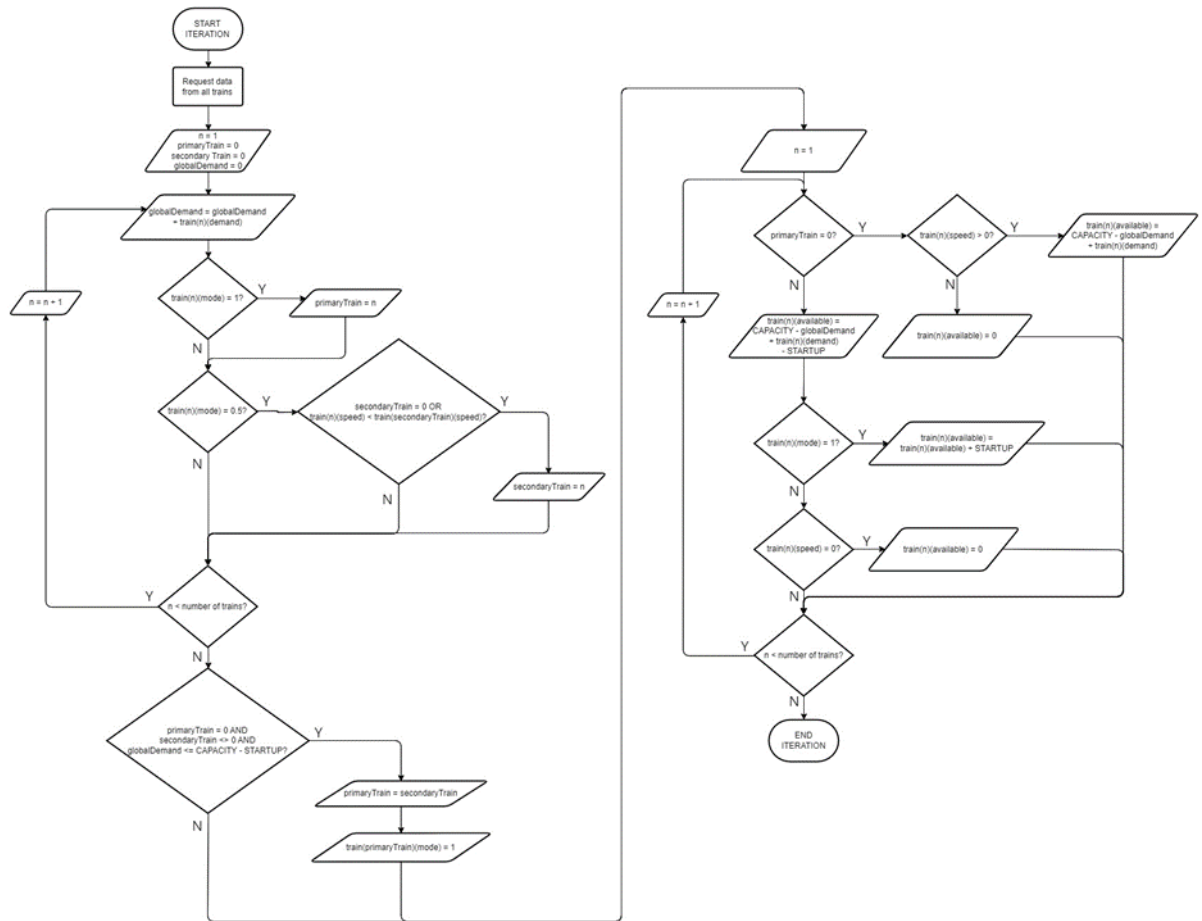 START
ITERATION
Request data
from all trains
n = 1
primaryTrain = 0
secondary Train = 0
globalDemand = 0
globalDemand = globalDemand
+ train(n)(demand)
n = n + 1
train(n)(mode) = 1?
Y
primaryTrain = n
N
train(n)(mode) = 0.5?
Y
secondaryTrain = 0 OR
train(n)(speed) < train(secondaryTrain)(speed)?
Y
N
N
secondaryTrain = n
Y
n < number of trains?
N
primaryTrain = 0 AND
secondaryTrain <> 0 AND
globalDemand <= CAPACITY - STARTUP?
Y
primaryTrain = secondaryTrain
N
train(primaryTrain)(mode) = 1
n = 1
primaryTrain = 0?
Y
train(n)(speed) > 0?
Y
train(n)(available) =
CAPACITY - globalDemand
+ train(n)(demand)
N
N
n = n + 1
train(n)(available) =
CAPACITY - globalDemand
+ train(n)(demand)
- STARTUP
train(n)(available) = 0
train(n)(mode) = 1?
Y
train(n)(available) =
train(n)(available) + STARTUP
N
train(n)(speed) = 0?
Y
train(n)(available) = 0
N
Y
n < number of trains?
N
END
ITERATION